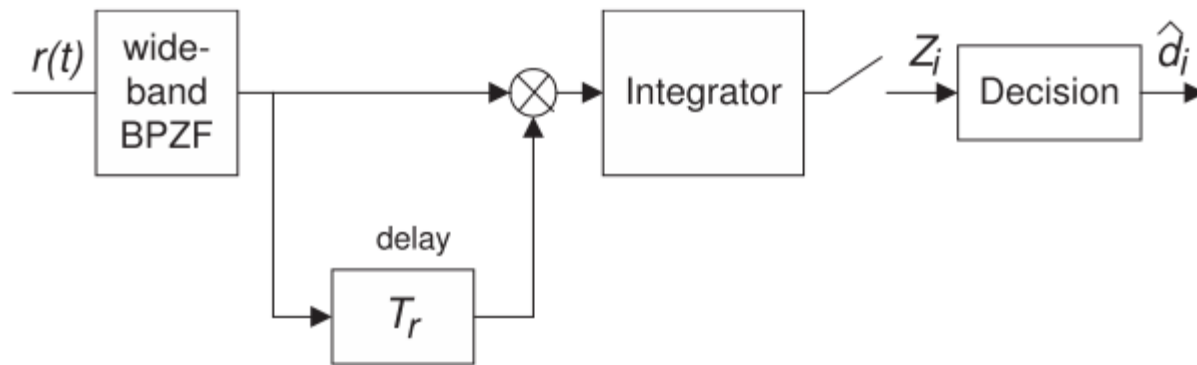 r(t)
wide-
band
BPZF
Integrator
Z_i
Decision
d̂_i
delay
T_r